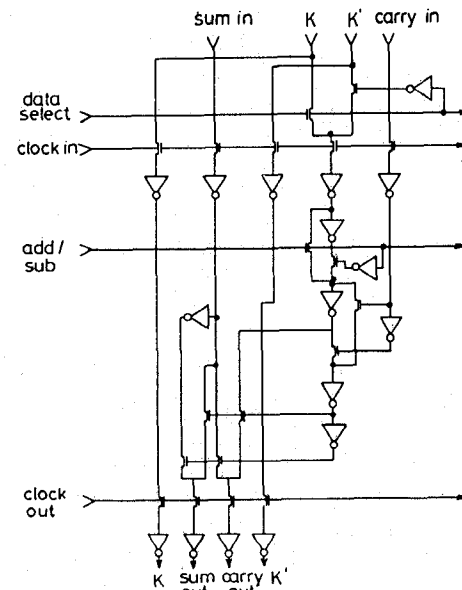 sum in K K' carry in
data
select
clock in
add /
sub
clock
out
K sum carry K'
out out